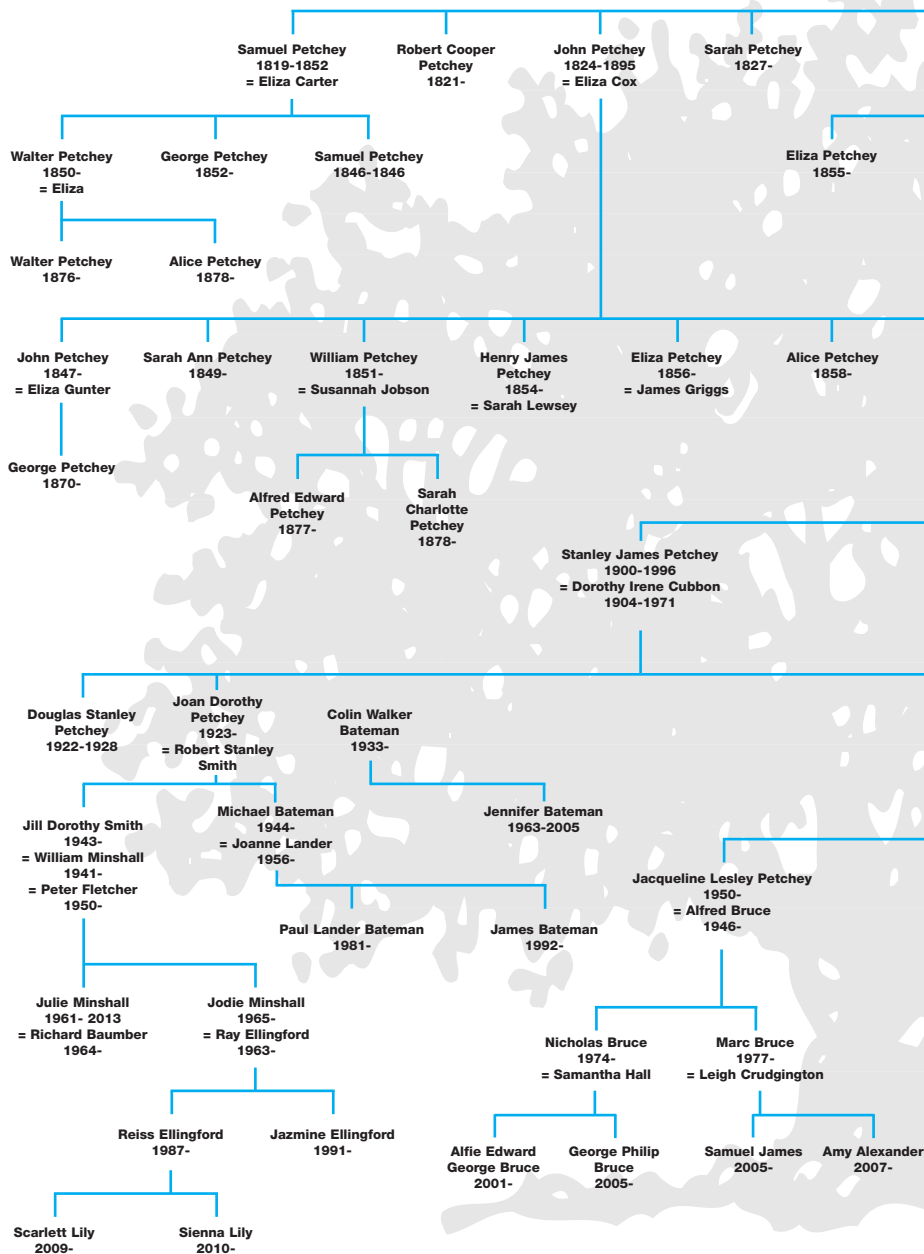 Samuel Petchey
1819-1852
= Eliza Carter
Robert Cooper
Petchey
1821-
John Petchey
1824-1895
= Eliza Cox
Sarah Petchey
1827-
Walter Petchey
1850-
= Eliza
George Petchey
1852-
Samuel Petchey
1846-1846
Eliza Petchey
1855-
Walter Petchey
1876-
Alice Petchey
1878-
John Petchey
1847-
= Eliza Gunter
Sarah Ann Petchey
1849-
William Petchey
1851-
= Susannah Jobson
Henry James
Petchey
1854-
= Sarah Lewsey
Eliza Petchey
1856-
= James Griggs
Alice Petchey
1858-
George Petchey
1870-
Alfred Edward
Petchey
1877-
Sarah
Charlotte
Petchey
1878-
Stanley James Petchey
1900-1996
= Dorothy Irene Cubbon
1904-1971
Douglas Stanley
Petchey
1922-1928
Joan Dorothy
Petchey
1923-
= Robert Stanley
Smith
Colin Walker
Bateman
1933-
Jill Dorothy Smith
1943-
= William Minshall
1941-
= Peter Fletcher
1950-
Michael Bateman
1944-
= Joanne Lander
1956-
Jennifer Bateman
1963-2005
Jacqueline Lesley Petchey
1950-
= Alfred Bruce
1946-
Paul Lander Bateman
1981-
James Bateman
1992-
Julie Minshall
1961- 2013
= Richard Baumber
1964-
Jodie Minshall
1965-
= Ray Ellingford
1963-
Nicholas Bruce
1974-
= Samantha Hall
Marc Bruce
1977-
= Leigh Crudgington
Reiss Ellingford
1987-
Jazmine Ellingford
1991-
Alfie Edward
George Bruce
2001-
George Philip
Bruce
2005-
Samuel James
2005-
Amy Alexander
2007-
Scarlett Lily
2009-
Sienna Lily
2010-